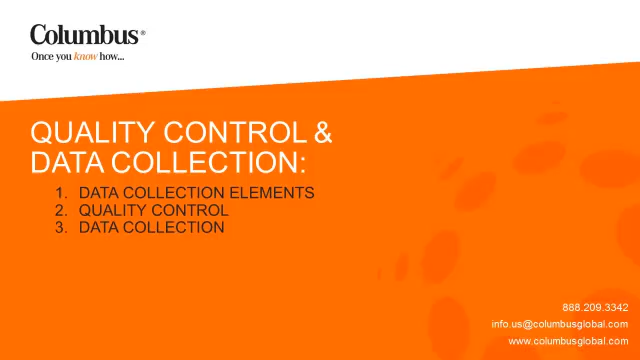 Columbus®
Once you know how...
QUALITY CONTROL &
DATA COLLECTION:
1. DATA COLLECTION ELEMENTS
2. QUALITY CONTROL
3. DATA COLLECTION
888.209.3342
info.us@columbusglobal.com
www.columbusglobal.com